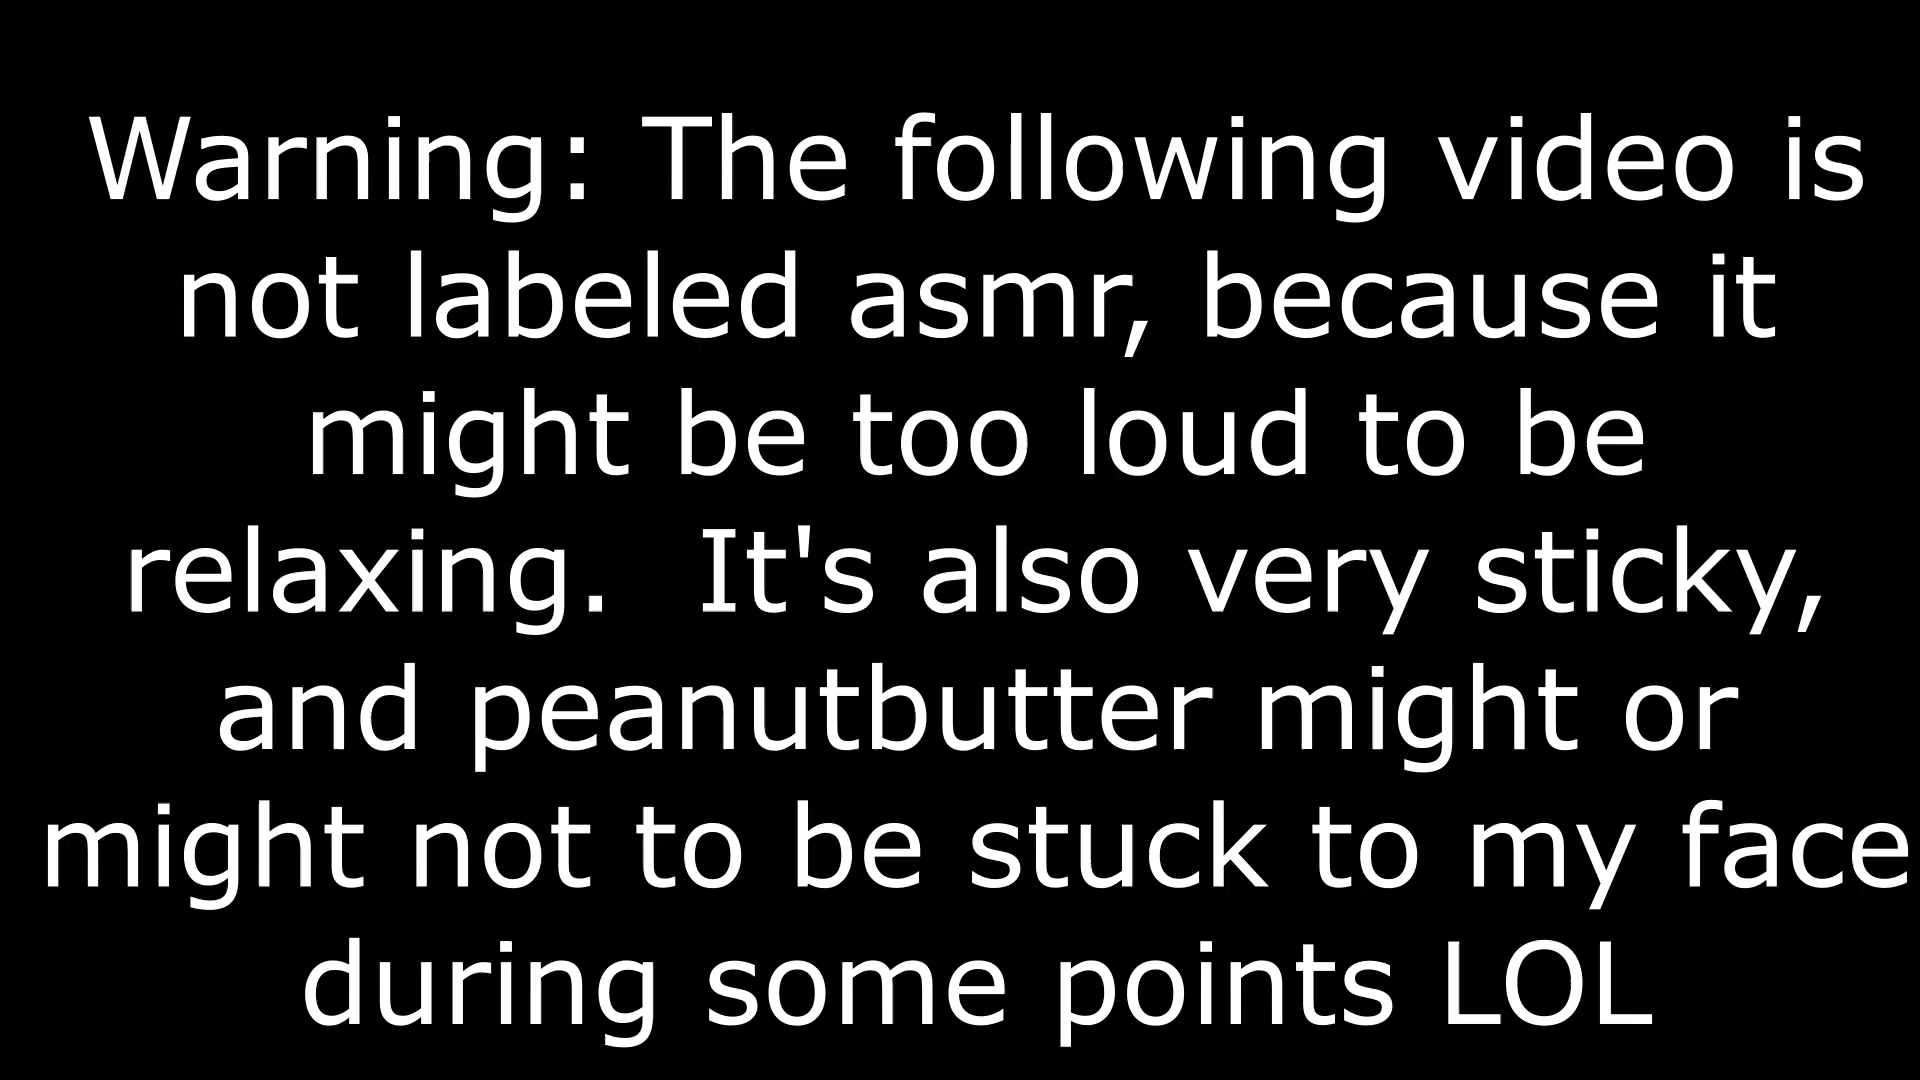 Warning: The following video is
not labeled asmr, because it
might be too loud to be
relaxing.  It's also very sticky,
and peanutbutter might or
might not to be stuck to my face
during some points LOL